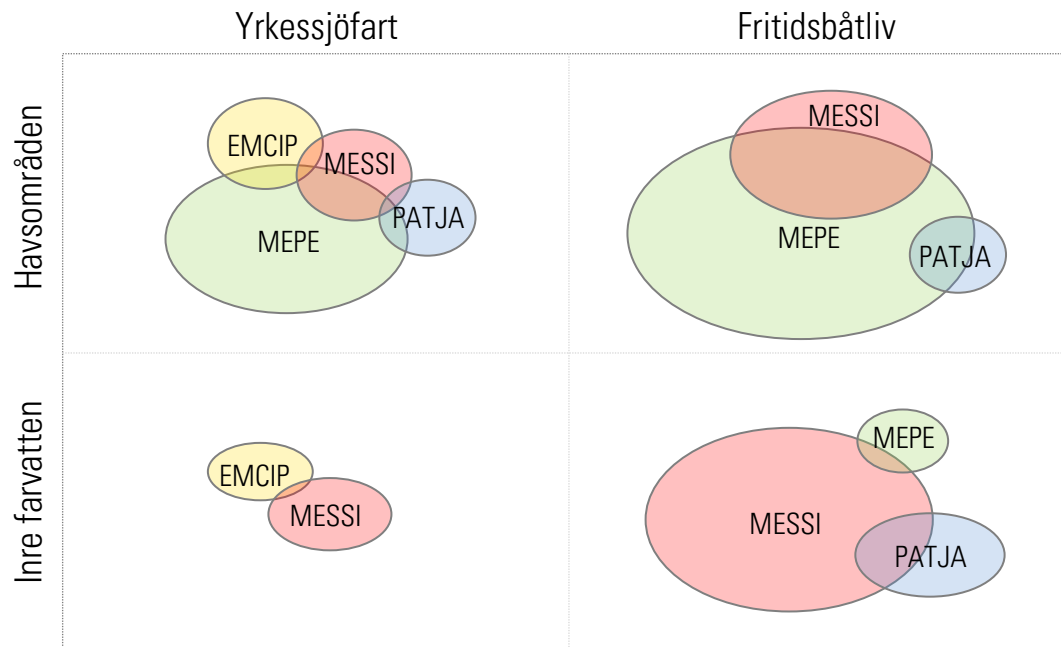 Yrkessjöfart
Fritidsbåtliv
Havsområden
EMCIP
MESSI
PATJA
MEPE
MESSI
MEPE
PATJA
Inre farvatten
EMCIP
MESSI
MEPE
MESSI
PATJA